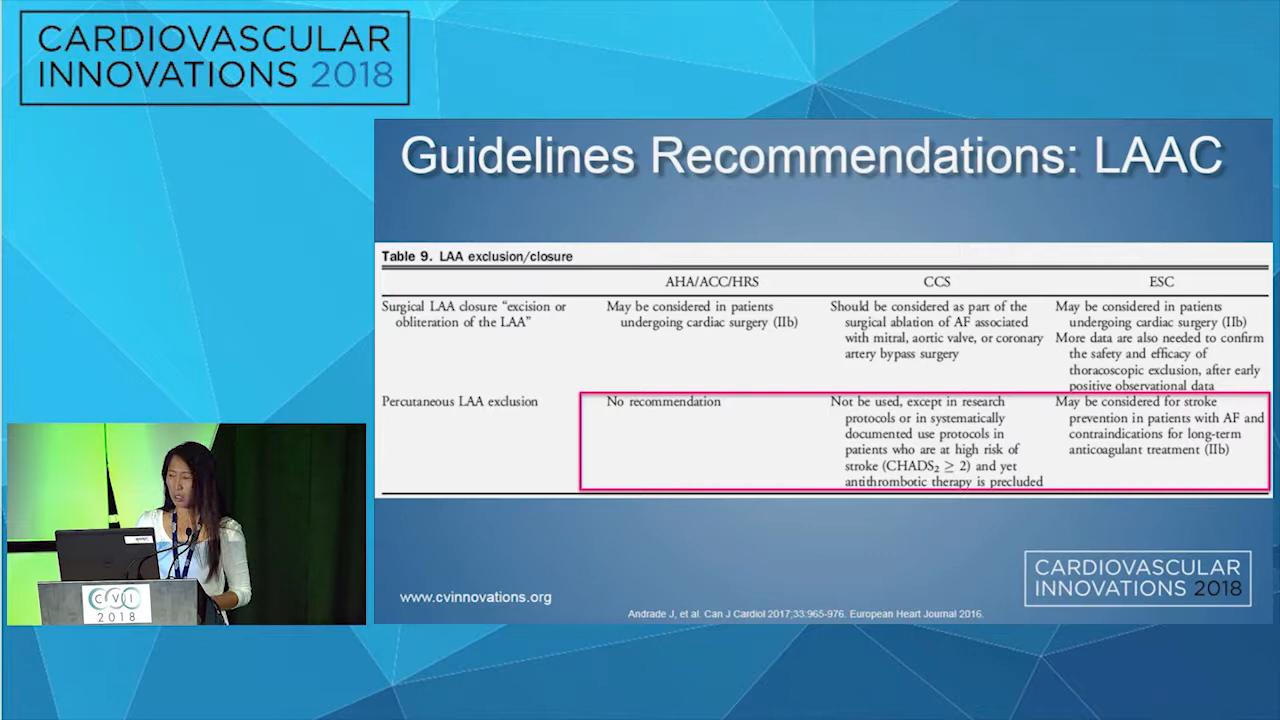 CARDIOVASCULAR
INNOVATIONS 2018
Guidelines Recommendations: LAAC
Table 9. LAA exclusion/closure
AHA/ACC/HRS CCS ESC
Surgical LAA closure “excision or
obliteration of the LAA”
May be considered in patients
undergoing cardiac surgery (IIb)
Should be considered as part of the
surgical ablation of AF associated
with mitral, aortic valve, or coronary
artery bypass surgery
May be considered in patients
undergoing cardiac surgery (IIb)
More data are also needed to confirm
the safety and efficacy of
thoracoscopic exclusion, after early
positive observational data
Percutaneous LAA exclusion
No recommendation
Not be used, except in research
protocols or in systematically
documented use protocols in
patients who are at high risk of
stroke (CHADS₂ ≥ 2) and yet
antithrombotic therapy is precluded
May be considered for stroke
prevention in patients with AF and
contraindications for long-term
anticoagulant treatment (IIb)
www.cvinnovations.org
CARDIOVASCULAR
INNOVATIONS 2018
Andrade J, et al. Can J Cardiol 2017;33:965-976. European Heart Journal 2016.
CVI
2018